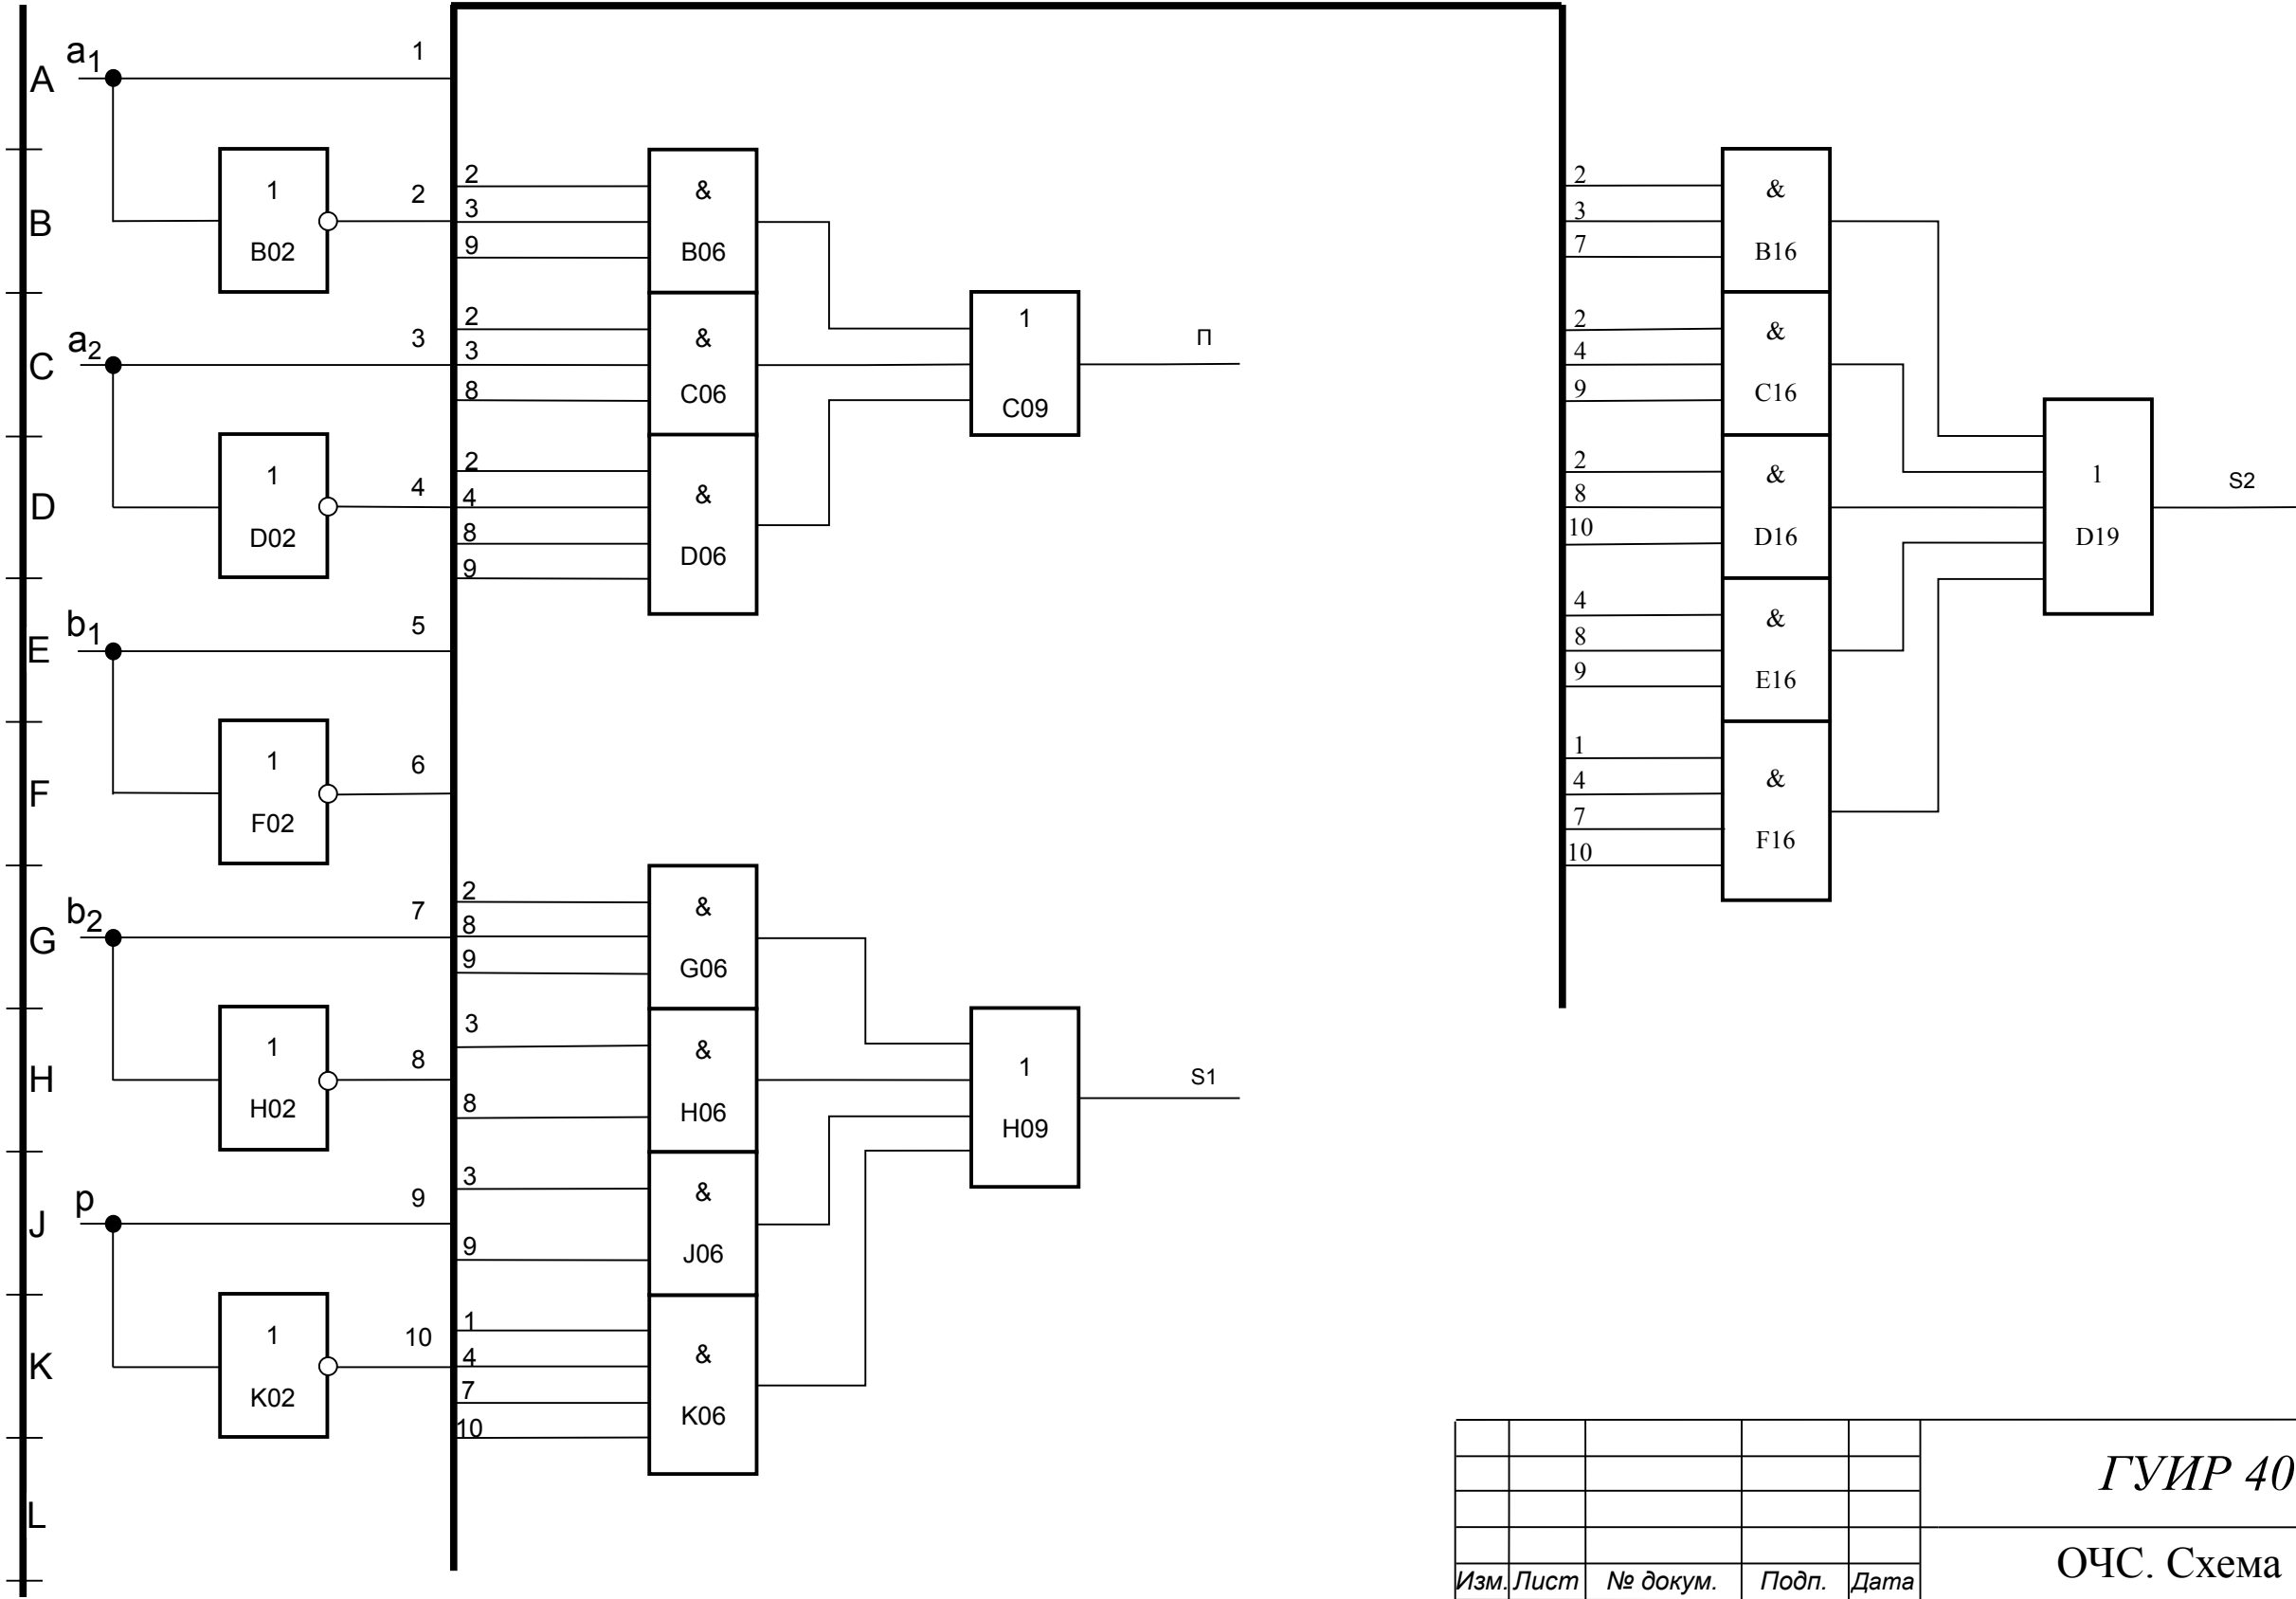 A
a1
1
B
1
B02
2
C
a2
3
D
1
D02
4
E
b1
5
F
1
F02
6
G
b2
7
H
1
H02
8
J
p
9
K
1
K02
10
L
2
3
9
&
B06
2
3
8
&
C06
2
4
8
9
&
D06
1
C09
П
2
8
9
&
G06
3
8
&
H06
3
9
&
J06
1
4
7
10
&
K06
1
H09
S1
2
3
7
&
B16
2
4
9
&
C16
2
8
10
&
D16
4
8
9
&
E16
1
4
7
10
&
F16
1
D19
S2
ГУИР 40
ОЧС. Схема
Изм. Лист № докум. Подп. Дата